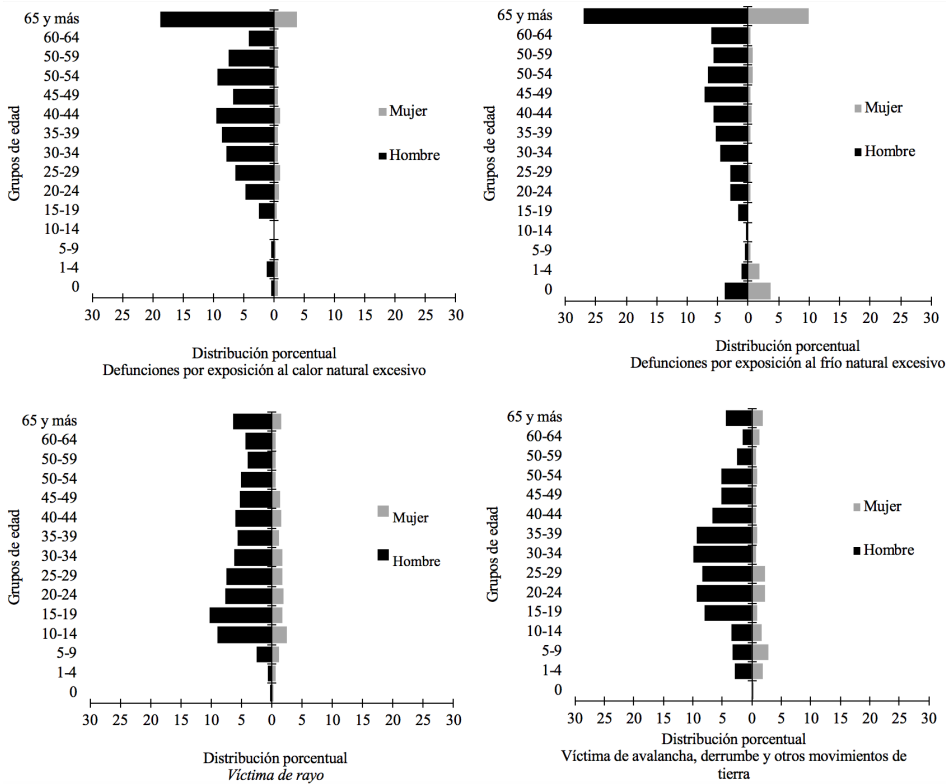 65 y más
60-64
50-59
50-54
45-49
40-44
35-39
30-34
25-29
20-24
15-19
10-14
5-9
1-4
0
Grupos de edad
Mujer
Hombre
30 25 20 15 10 5 0 5 10 15 20 25 30
Distribución porcentual
Defunciones por exposición al calor natural excesivo
65 y más
60-64
50-59
50-54
45-49
40-44
35-39
30-34
25-29
20-24
15-19
10-14
5-9
1-4
0
Grupos de edad
Mujer
Hombre
30 25 20 15 10 5 0 5 10 15 20 25 30
Distribución porcentual
Defunciones por exposición al frío natural excesivo
65 y más
60-64
50-59
50-54
45-49
40-44
35-39
30-34
25-29
20-24
15-19
10-14
5-9
1-4
0
Grupos de edad
Mujer
Hombre
30 25 20 15 10 5 0 5 10 15 20 25 30
Distribución porcentual
Víctima de rayo
65 y más
60-64
50-59
50-54
45-49
40-44
35-39
30-34
25-29
20-24
15-19
10-14
5-9
1-4
0
Grupos de edad
Mujer
Hombre
30 25 20 15 10 5 0 5 10 15 20 25 30
Distribución porcentual
Víctima de avalancha, derrumbe y otros movimientos de
tierra